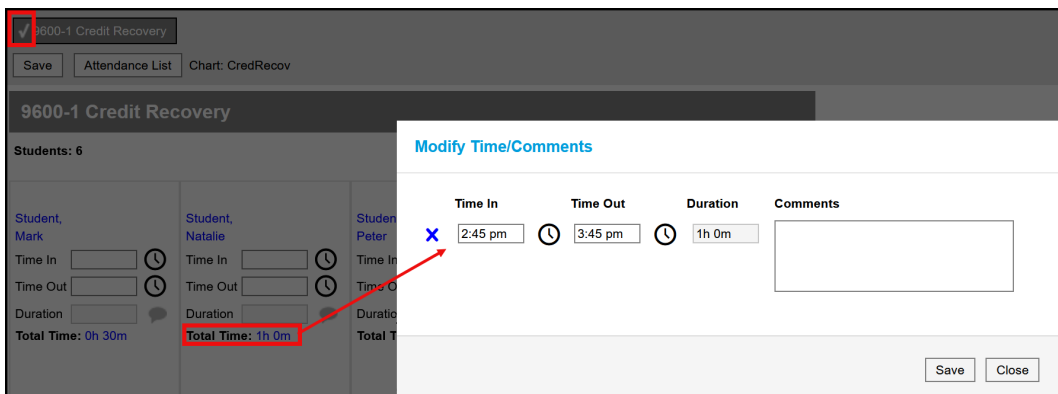 9600-1 Credit Recovery
Save Attendance List Chart: CredRecov
9600-1 Credit Recovery
Students: 6
Student, Mark
Time In
Time Out
Duration
Total Time: 0h 30m
Student, Natalie
Time In
Time Out
Duration
Total Time: 1h 0m
Studen
Peter
Time In
Time O
Duratio
Total T
Modify Time/Comments
Time In Time Out Duration Comments
2:45 pm 3:45 pm 1h 0m
Save Close